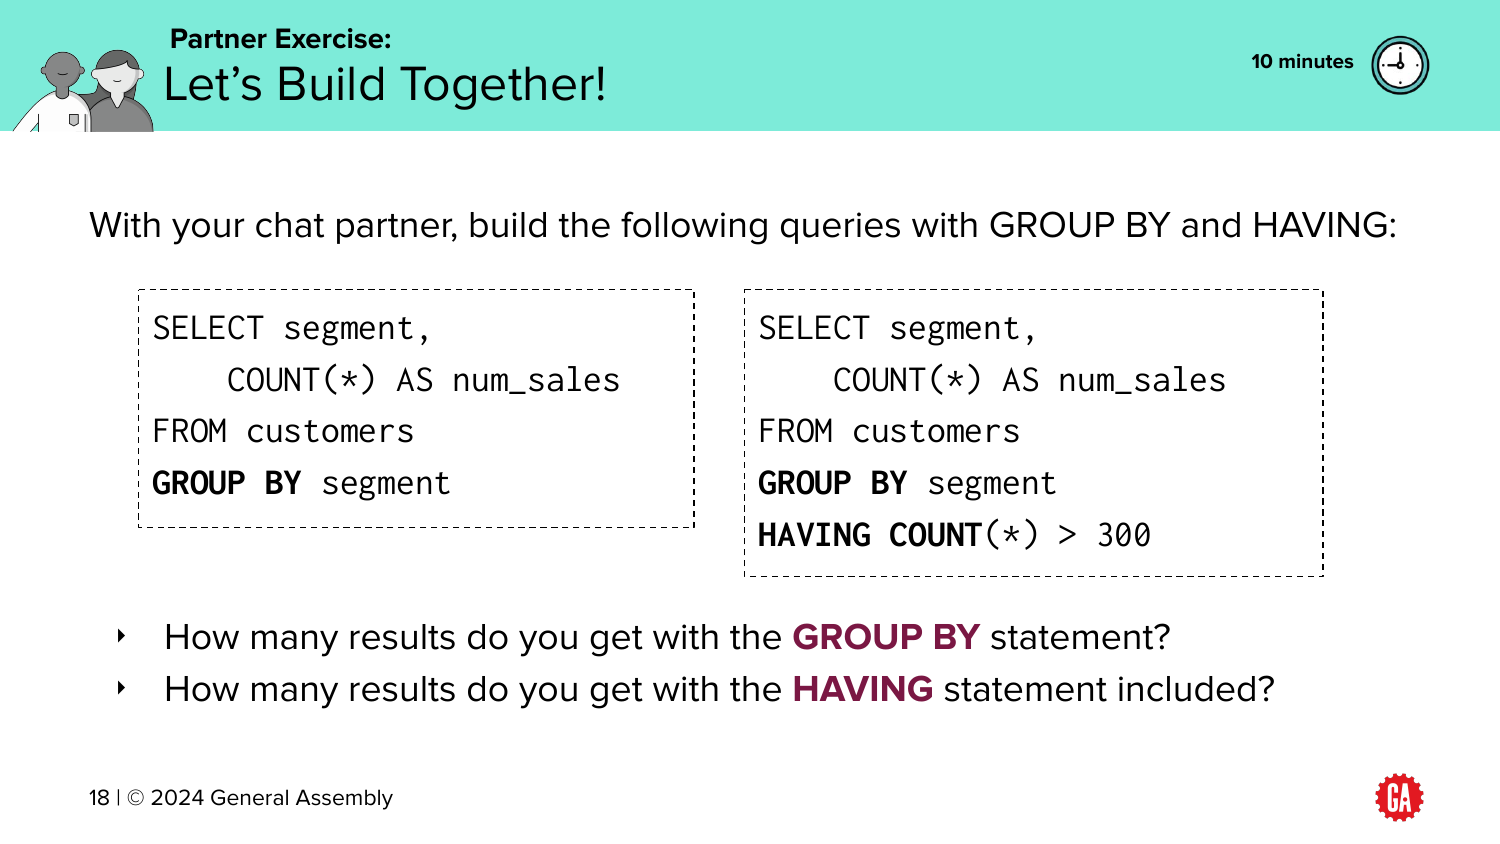 Partner Exercise:
Let’s Build Together!
10 minutes
With your chat partner, build the following queries with GROUP BY and HAVING:
SELECT segment,
    COUNT(*) AS num_sales
FROM customers
GROUP BY segment
SELECT segment,
    COUNT(*) AS num_sales
FROM customers
GROUP BY segment
HAVING COUNT(*) > 300
‣ How many results do you get with the GROUP BY statement?
‣ How many results do you get with the HAVING statement included?
18 | © 2024 General Assembly
GA